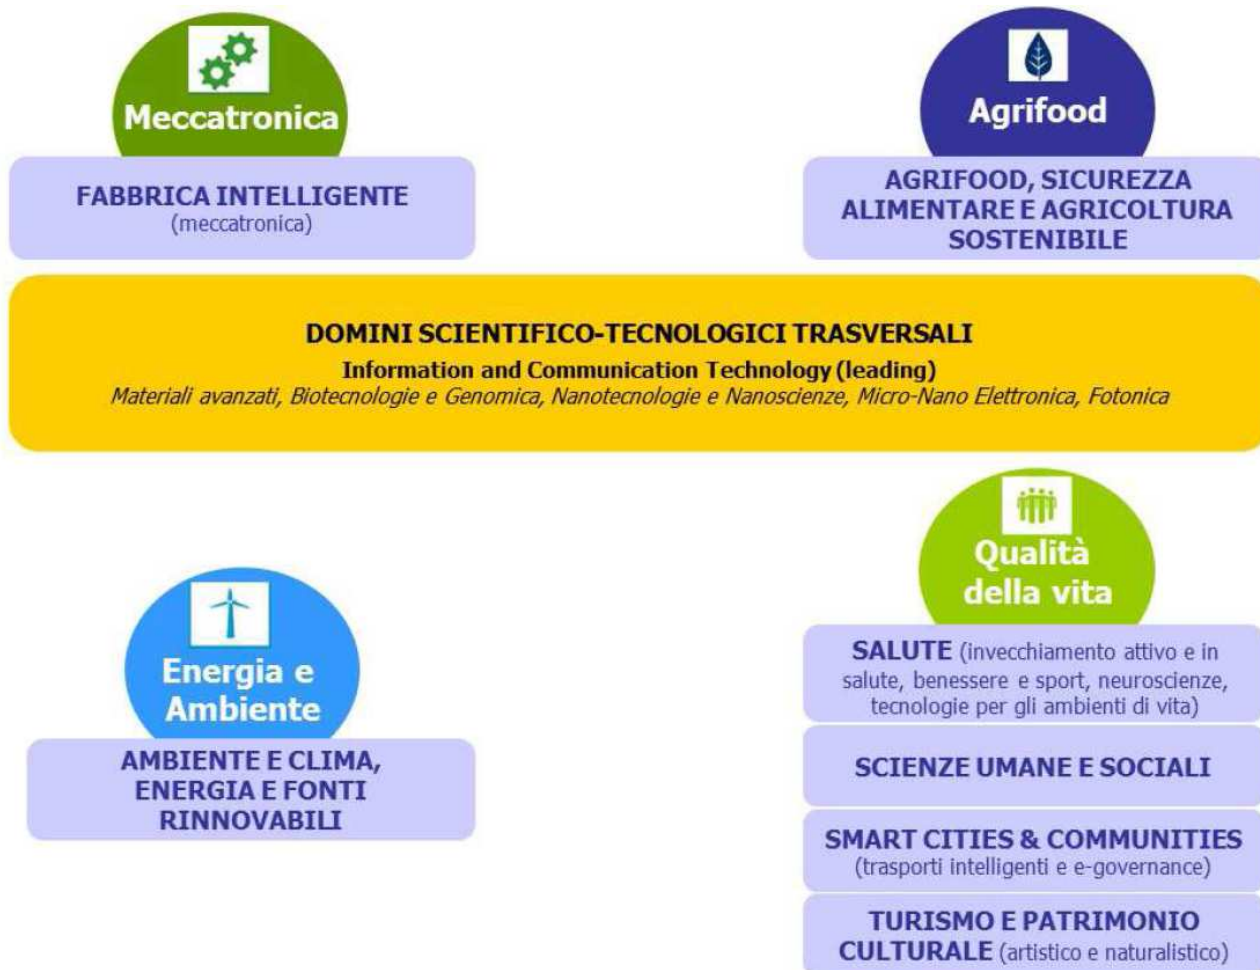 Meccatronica
FABBRICA INTELLIGENTE
(meccatronica)
Agrifood
AGRIFOOD, SICUREZZA
ALIMENTARE E AGRICOLTURA
SOSTENIBILE
DOMINI SCIENTIFICO-TECNOLOGICI TRASVERSALI
Information and Communication Technology (leading)
Materiali avanzati, Biotecnologie e Genomica, Nanotecnologie e Nanoscienze, Micro-Nano Elettronica, Fotonica
Energia e
Ambiente
AMBIENTE E CLIMA,
ENERGIA E FONTI
RINNOVABILI
Qualità
della vita
SALUTE (invecchiamento attivo e in
salute, benessere e sport, neuroscienze,
tecnologie per gli ambienti di vita)
SCIENZE UMANE E SOCIALI
SMART CITIES & COMMUNITIES
(trasporti intelligenti e e-governance)
TURISMO E PATRIMONIO
CULTURALE (artistico e naturalistico)